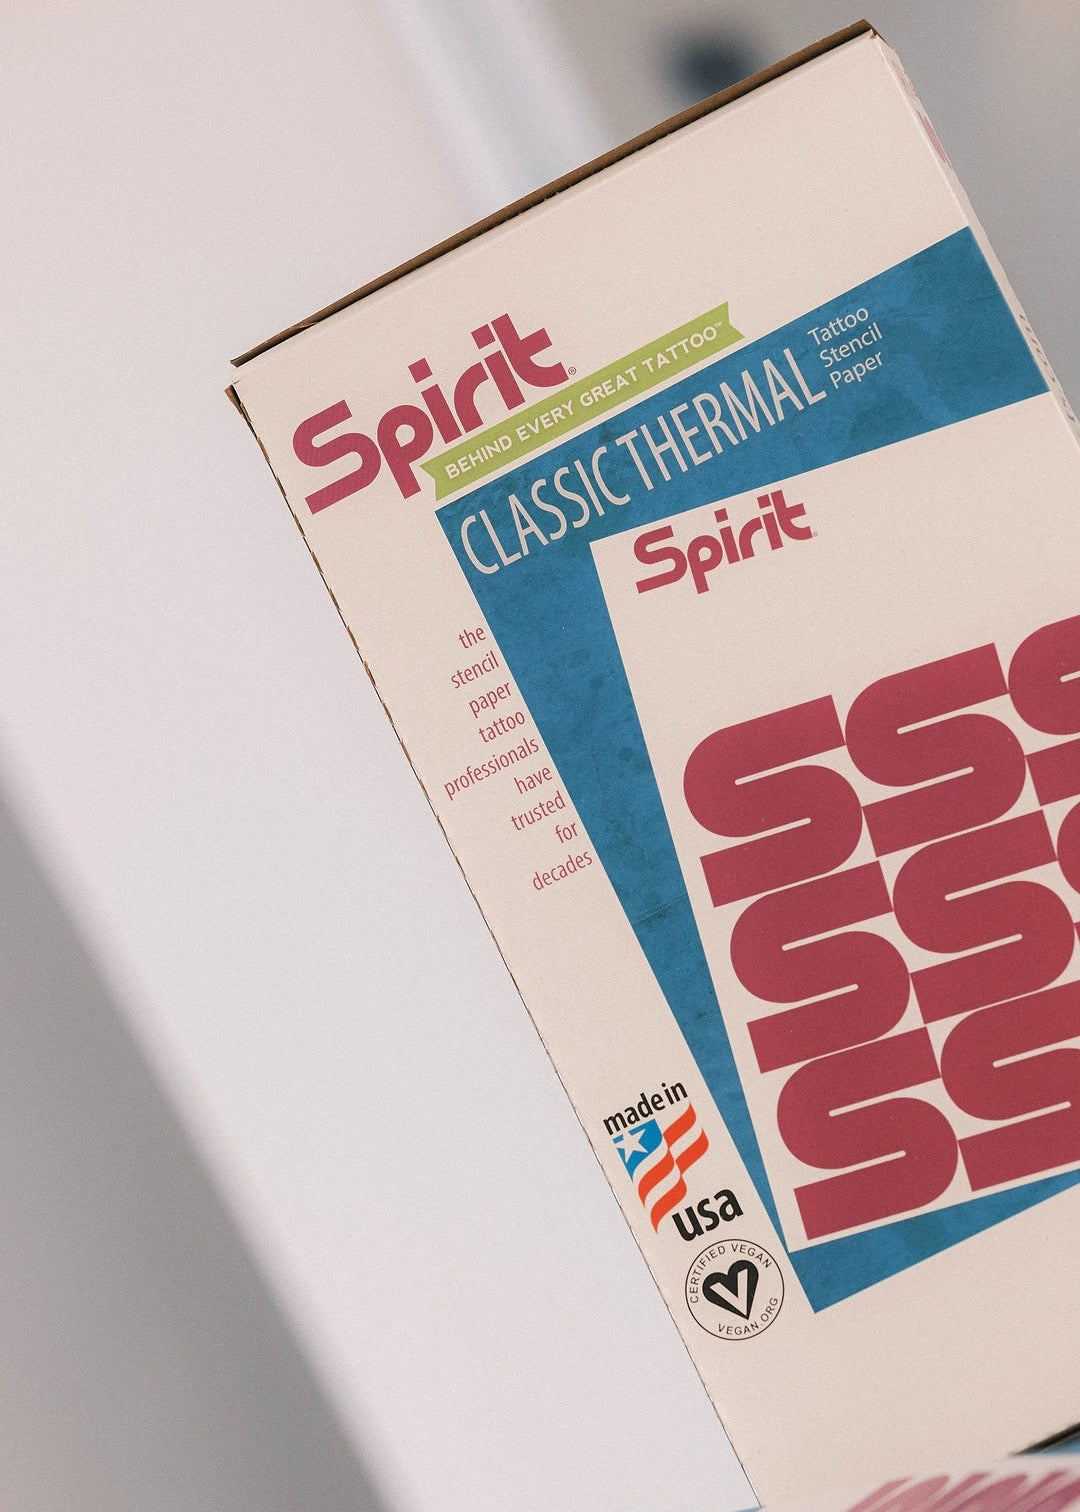 Spirit®
BEHIND EVERY GREAT TATTOO™
CLASSIC THERMAL
Tattoo
Stencil
Paper
Spirit
the
stencil
paper
tattoo
professionals
have
trusted
for
decades
S S S
S S S
S S
made in
usa
CERTIFIED VEGAN
VEGAN.ORG